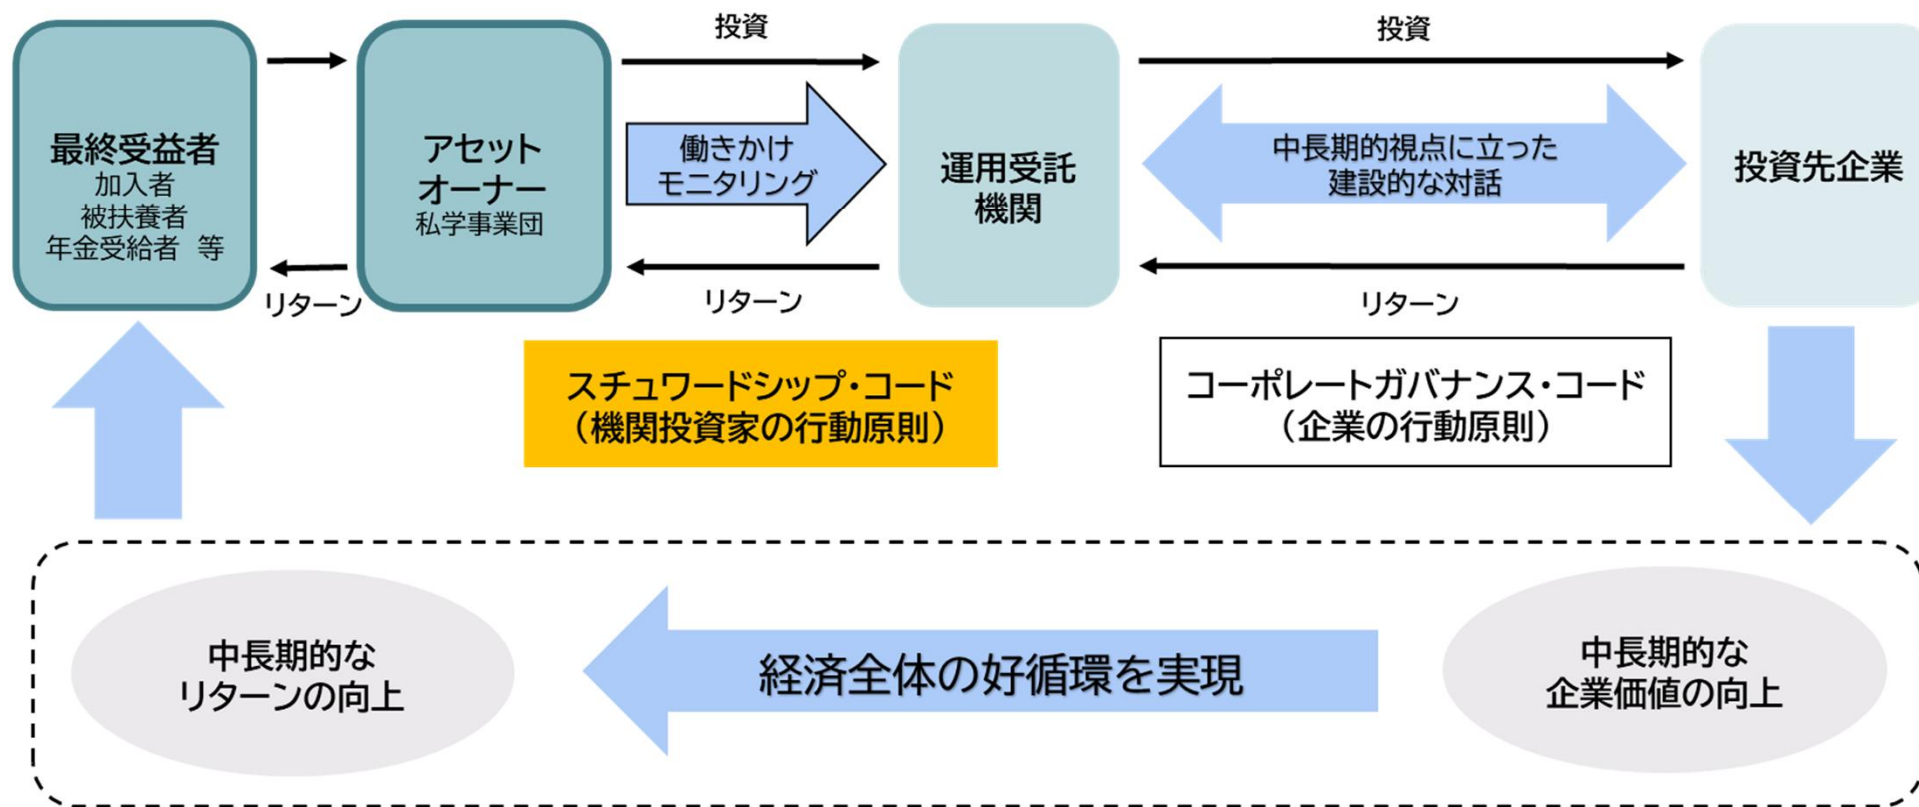 投資
投資
最終受益者
加入者
被扶養者
年金受給者 等
アセット
オーナー
私学事業団
働きかけ
モニタリング
運用受託
機関
中長期的視点に立った
建設的な対話
投資先企業
リターン
リターン
リターン
スチュワードシップ・コード
（機関投資家の行動原則）
コーポレートガバナンス・コード
（企業の行動原則）
中長期的な
リターンの向上
経済全体の好循環を実現
中長期的な
企業価値の向上